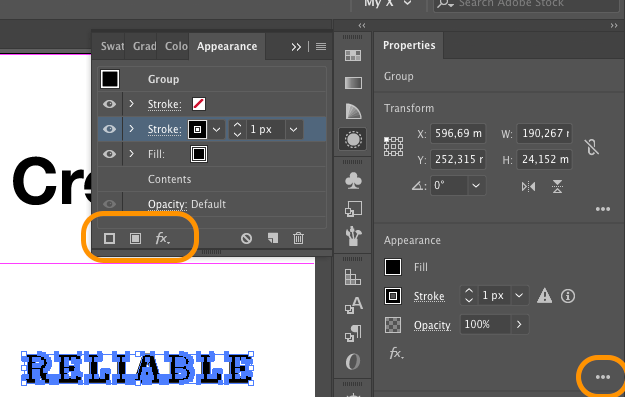 My X
Search Adobe Stock
Swat Grad Colo Appearance
Group
Stroke:
Stroke: 1 px
Fill:
Contents
Opacity: Default
fx.
Cre
RELIABLE
Properties
Group
Transform
X: 596,69 m W: 190,267 r
Y: 252,315 r H: 24,152 m
0°
Appearance
Fill
Stroke 1 px
Opacity 100%
fx.